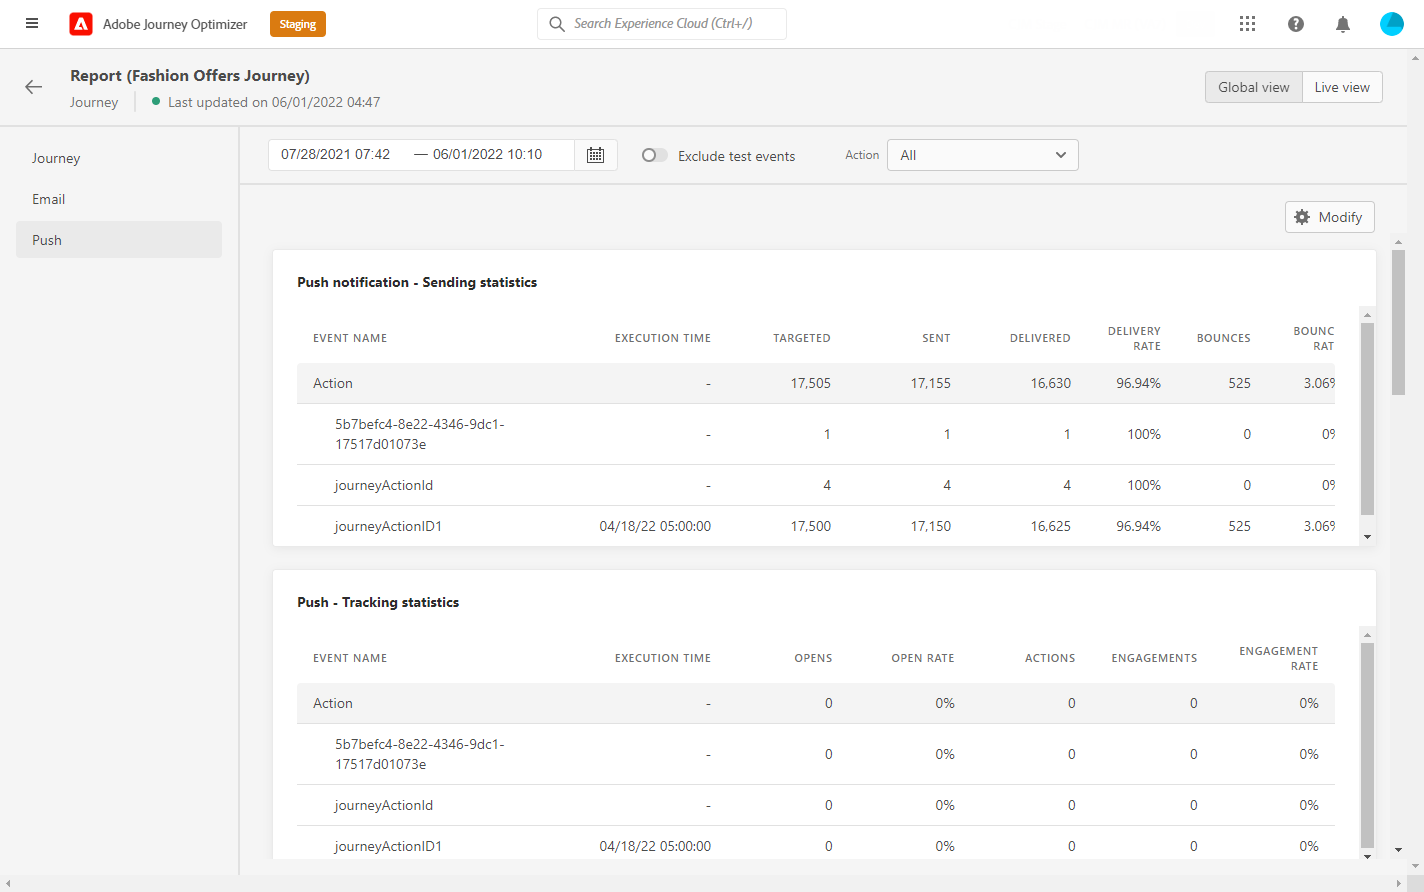 Adobe Journey Optimizer
Staging
Search Experience Cloud (Ctrl+/)
Report (Fashion Offers Journey)
Journey
Last updated on 06/01/2022 04:47
Global view
Live view
Journey
Email
Push
07/28/2021 07:42 — 06/01/2022 10:10
Exclude test events
Action
All
Modify
Push notification - Sending statistics
EVENT NAME EXECUTION TIME TARGETED SENT DELIVERED DELIVERY RATE BOUNCES BOUNC RAT
Action - 17,505 17,155 16,630 96.94% 525 3.06%
5b7befc4-8e22-4346-9dc1-
17517d01073e - 1 1 1 100% 0 0%
journeyActionId - 4 4 4 100% 0 0%
journeyActionID1 04/18/22 05:00:00 17,500 17,150 16,625 96.94% 525 3.06%
Push - Tracking statistics
EVENT NAME EXECUTION TIME OPENS OPEN RATE ACTIONS ENGAGEMENTS ENGAGEMENT RATE
Action - 0 0% 0 0 0%
5b7befc4-8e22-4346-9dc1-
17517d01073e - 0 0% 0 0 0%
journeyActionId - 0 0% 0 0 0%
journeyActionID1 04/18/22 05:00:00 0 0% 0 0 0%